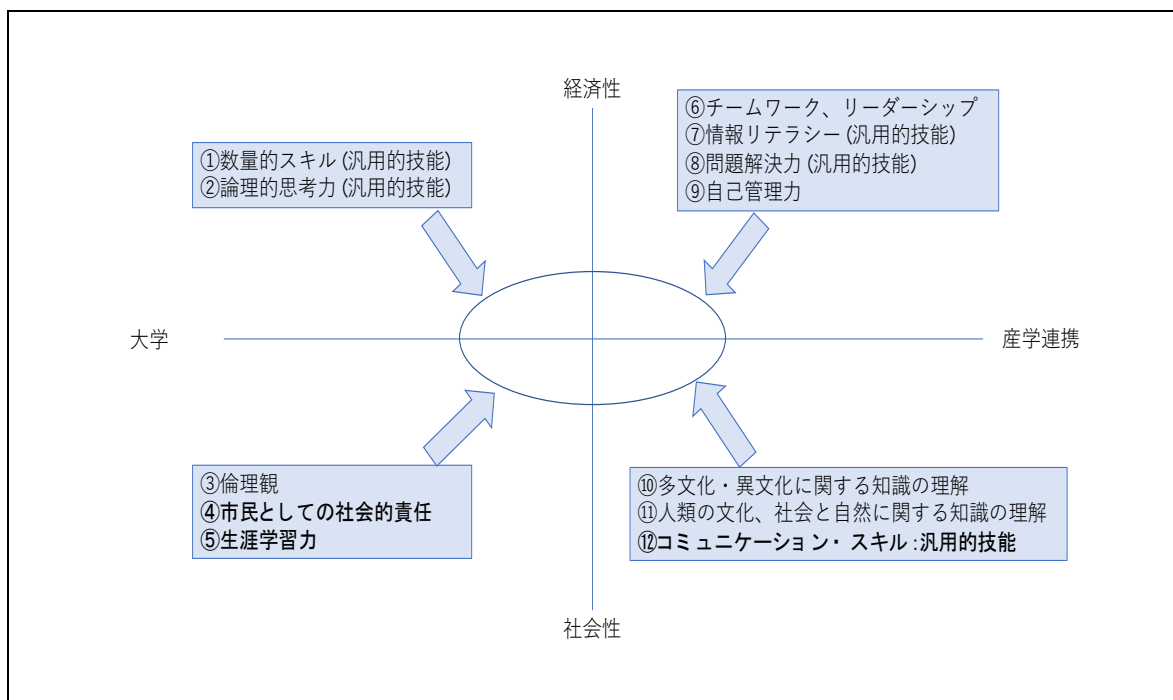 経済性
①数量的スキル (汎用的技能)
②論理的思考力 (汎用的技能)
⑥チームワーク、リーダーシップ
⑦情報リテラシー (汎用的技能)
⑧問題解決力 (汎用的技能)
⑨自己管理力
大学
産学連携
③倫理観
④市民としての社会的責任
⑤生涯学習力
⑩多文化・異文化に関する知識の理解
⑪人類の文化、社会と自然に関する知識の理解
⑫コミュニケーション・スキル:汎用的技能
社会性